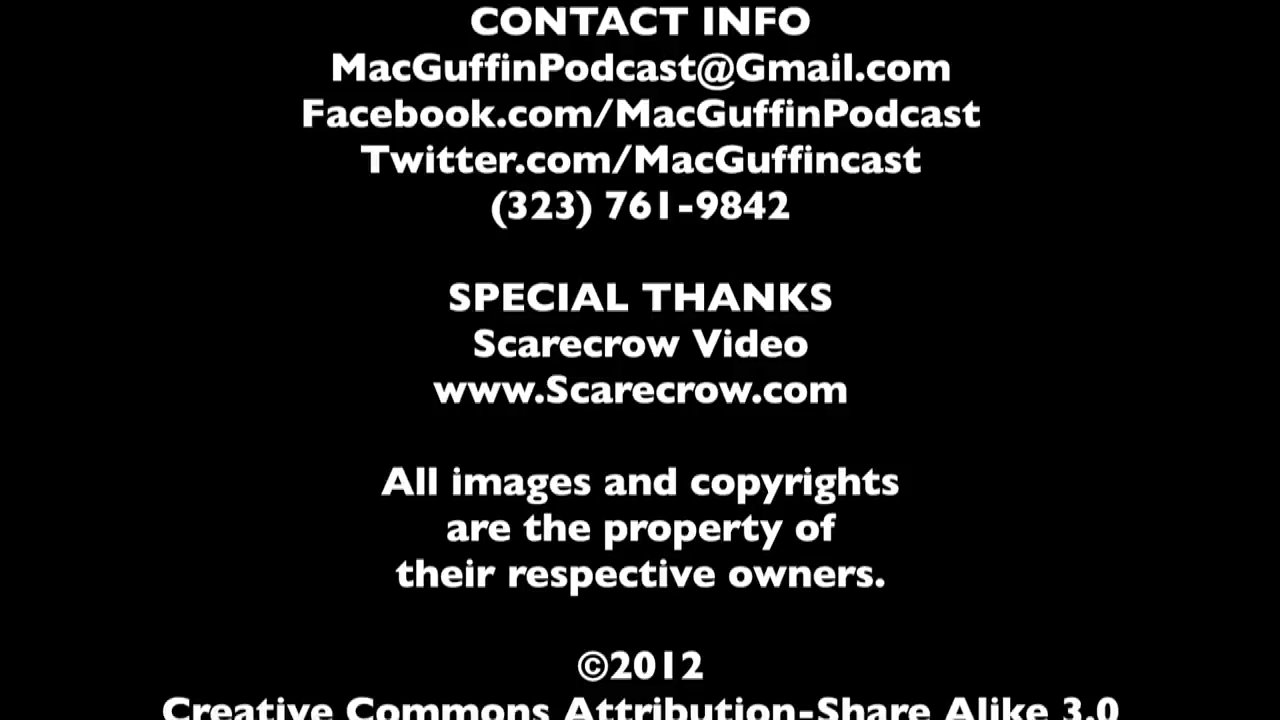 CONTACT INFO
MacGuffinPodcast@Gmail.com
Facebook.com/MacGuffinPodcast
Twitter.com/MacGuffincast
(323) 761-9842
SPECIAL THANKS
Scarecrow Video
www.Scarecrow.com
All images and copyrights
are the property of
their respective owners.
©2012
Creative Commons Attribution-Share Alike 3.0